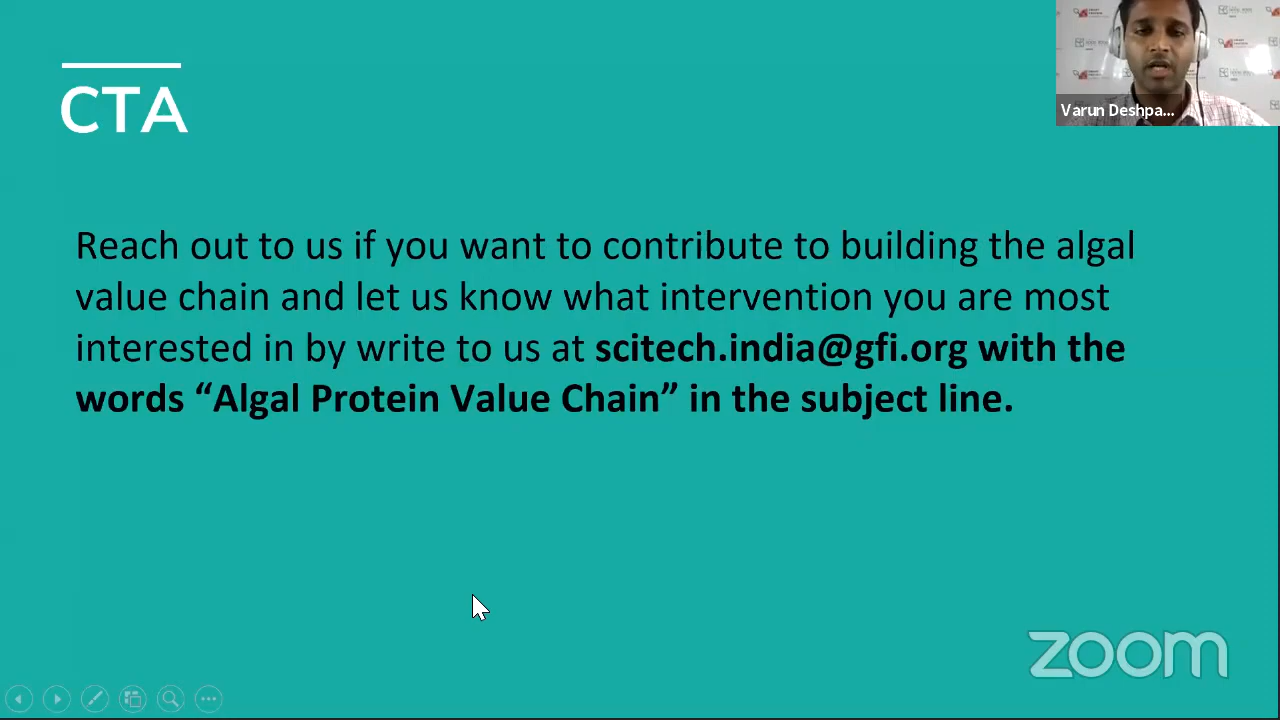 CTA
Varun Deshpa...
Reach out to us if you want to contribute to building the algal
value chain and let us know what intervention you are most
interested in by write to us at scitech.india@gfi.org with the
words “Algal Protein Value Chain” in the subject line.
zoom